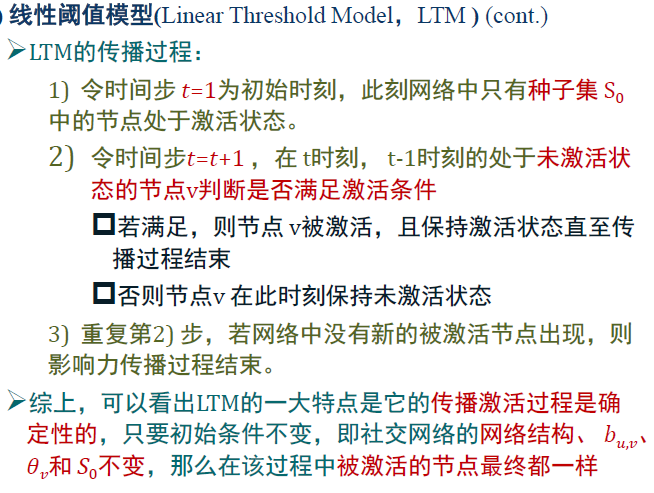 线性阈值模型(Linear Threshold Model，LTM ) (cont.)
➢LTM的传播过程：
1) 令时间步 t=1为初始时刻，此刻网络中只有种子集 S₀
中的节点处于激活状态。
2) 令时间步t=t+1 ，在 t时刻， t-1时刻的处于未激活状
态的节点v判断是否满足激活条件
❑若满足，则节点 v被激活，且保持激活状态直至传
播过程结束
❑否则节点v 在此时刻保持未激活状态
3) 重复第2) 步，若网络中没有新的被激活节点出现，则
影响力传播过程结束。
➢综上，可以看出LTM的一大特点是它的传播激活过程是确
定性的，只要初始条件不变，即社交网络的网络结构、 b_{u,v}、
θ_v和 S₀不变，那么在该过程中被激活的节点最终都一样